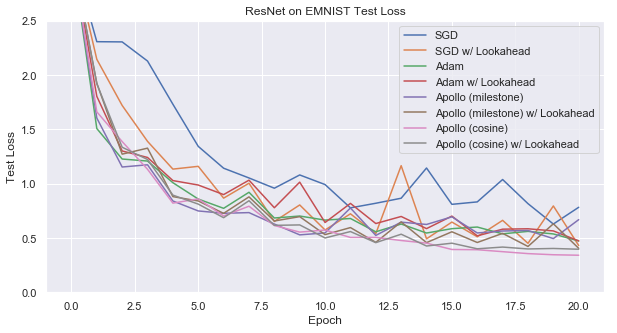 ResNet on EMNIST Test Loss
2.5
2.0
1.5
1.0
0.5
0.0
Test Loss
0.0 2.5 5.0 7.5 10.0 12.5 15.0 17.5 20.0
Epoch
SGD
SGD w/ Lookahead
Adam
Adam w/ Lookahead
Apollo (milestone)
Apollo (milestone) w/ Lookahead
Apollo (cosine)
Apollo (cosine) w/ Lookahead